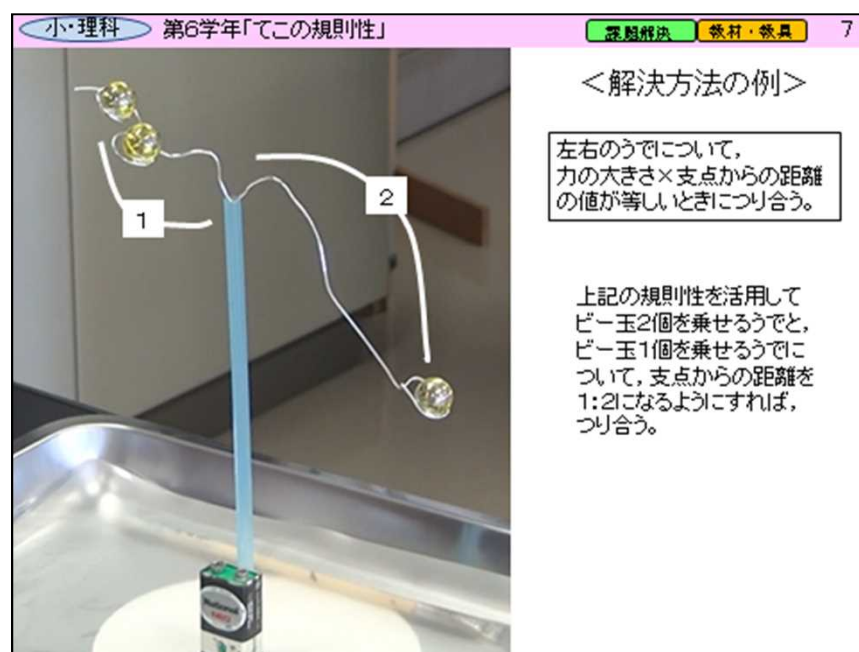 小・理科 第6学年「てこの規則性」 課題解決 教材・教具 7
<解決方法の例>
左右のうでについて,
力の大きさ×支点からの距離
の値が等しいときにつり合う。
上記の規則性を活用して
ビー玉2個を乗せるうでと,
ビー玉1個を乗せるうでに
ついて,支点からの距離を
1:2になるようにすれば,
つり合う。
1
2
National